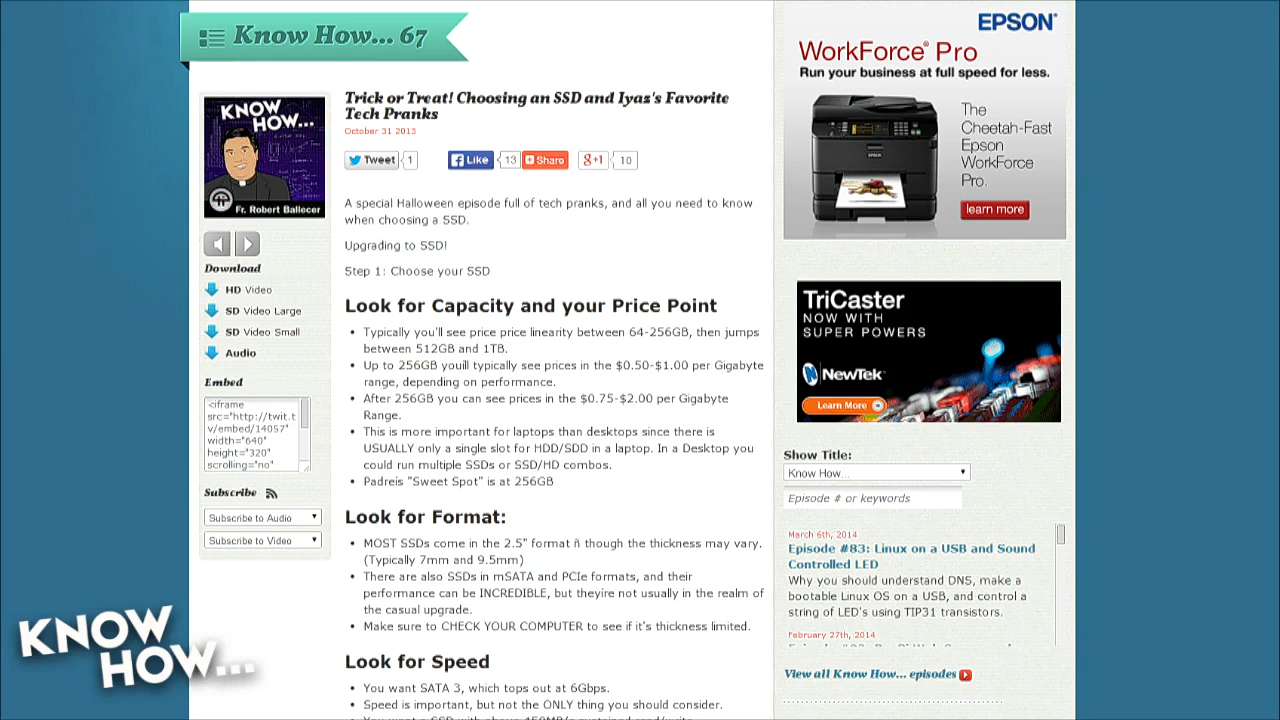 Know How... 67
KNOW
HOW...
Fr. Robert Ballecer
Download
HD Video
SD Video Large
SD Video Small
Audio
Embed
<iframe
src="http://twit.t
v/embed/14057"
width="640"
height="320"
scrolling="no"
Subscribe
Subscribe to Audio
Subscribe to Video
Trick or Treat! Choosing an SSD and Iyaz's Favorite
Tech Pranks
October 31 2013
Tweet 1 Like 13 Share g+1 10
A special Halloween episode full of tech pranks, and all you need to know
when choosing a SSD.
Upgrading to SSD!
Step 1: Choose your SSD
Look for Capacity and your Price Point
• Typically you'll see price price linearity between 64-256GB, then jumps
between 512GB and 1TB.
• Up to 256GB youíll typically see prices in the $0.50-$1.00 per Gigabyte
range, depending on performance.
• After 256GB you can see prices in the $0.75-$2.00 per Gigabyte
Range.
• This is more important for laptops than desktops since there is
USUALLY only a single slot for HDD/SDD in a laptop. In a Desktop you
could run multiple SSDs or SSD/HD combos.
• Padreís "Sweet Spot" is at 256GB
Look for Format:
• MOST SSDs come in the 2.5" format ñ though the thickness may vary.
(Typically 7mm and 9.5mm)
• There are also SSDs in mSATA and PCIe formats, and their
performance can be INCREDIBLE, but theyíre not usually in the realm of
the casual upgrade.
• Make sure to CHECK YOUR COMPUTER to see if it's thickness limited.
Look for Speed
• You want SATA 3, which tops out at 6Gbps.
• Speed is important, but not the ONLY thing you should consider.
EPSON
WorkForce Pro
Run your business at full speed for less.
The
Cheetah-Fast
Epson
WorkForce
Pro.
learn more
TriCaster
NOW WITH
SUPER POWERS
NewTek
Learn More
Show Title:
Know How...
Episode # or keywords
March 6th, 2014
Episode #83: Linux on a USB and Sound
Controlled LED
Why you should understand DNS, make a
bootable Linux OS on a USB, and control a
string of LED's using TIP31 transistors.
February 27th, 2014
View all Know How... episodes
KNOW
HOW...